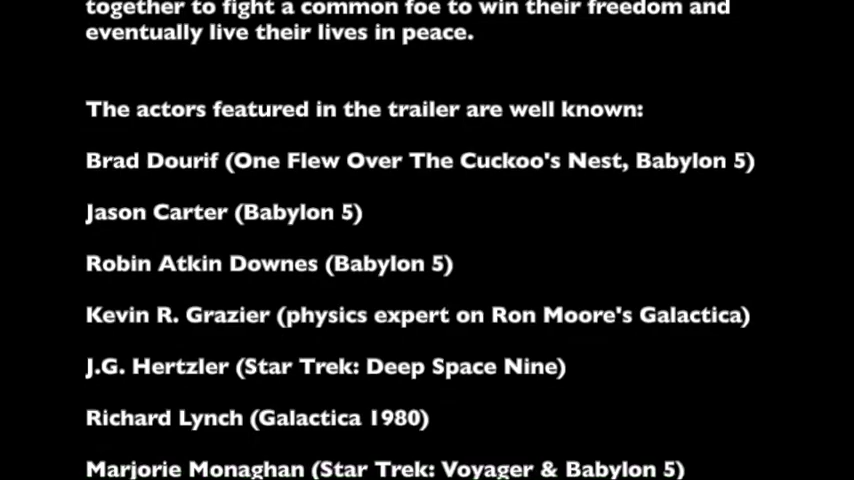 together to fight a common foe to win their freedom and
eventually live their lives in peace.
The actors featured in the trailer are well known:
Brad Dourif (One Flew Over The Cuckoo's Nest, Babylon 5)
Jason Carter (Babylon 5)
Robin Atkin Downes (Babylon 5)
Kevin R. Grazier (physics expert on Ron Moore's Galactica)
J.G. Hertzler (Star Trek: Deep Space Nine)
Richard Lynch (Galactica 1980)
Marjorie Monaghan (Star Trek: Voyager & Babylon 5)